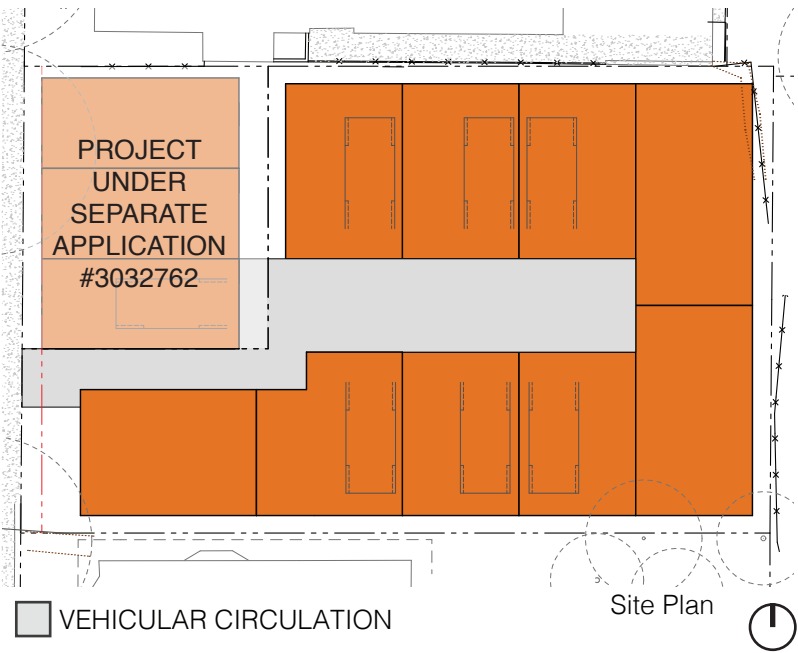 PROJECT
UNDER
SEPARATE
APPLICATION
#3032762
VEHICULAR CIRCULATION
Site Plan